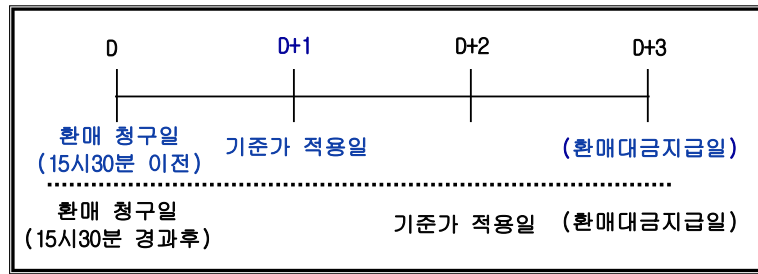 D D+1 D+2 D+3
환매 청구일 기준가 적용일 (환매대금지급일)
(15시30분 이전)
환매 청구일 기준가 적용일 (환매대금지급일)
(15시30분 경과후)